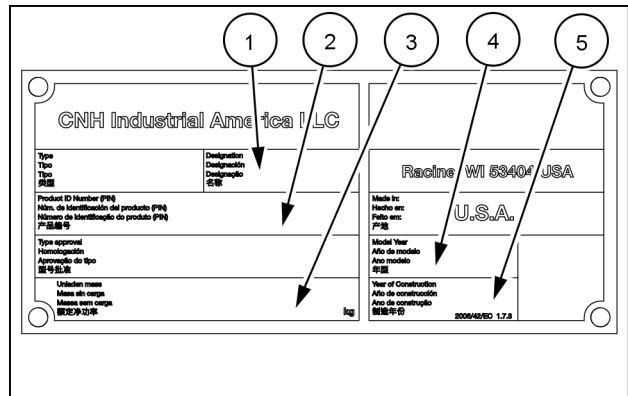 1 2 3 4 5
CNH Industrial America LLC
Type
Tipo
Tipo
类型
Designation
Designación
Designação
名称
Racine, WI 53404 USA
Product ID Number (PIN)
Núm. de identificación del producto (PIN)
Número de identificação do produto (PIN)
产品编号
Made in:
Hecho en:
Feito em:
产地
U.S.A.
Type approval
Homologación
Aprovação do tipo
型号批准
Model Year
Año de modelo
Ano modelo
年型
Unladen mass
Masa sin carga
Massa sem carga
额定净功率
kg
Year of Construction
Año de construcción
Ano de construção
制造年份
2006/42/EC 1.7.3